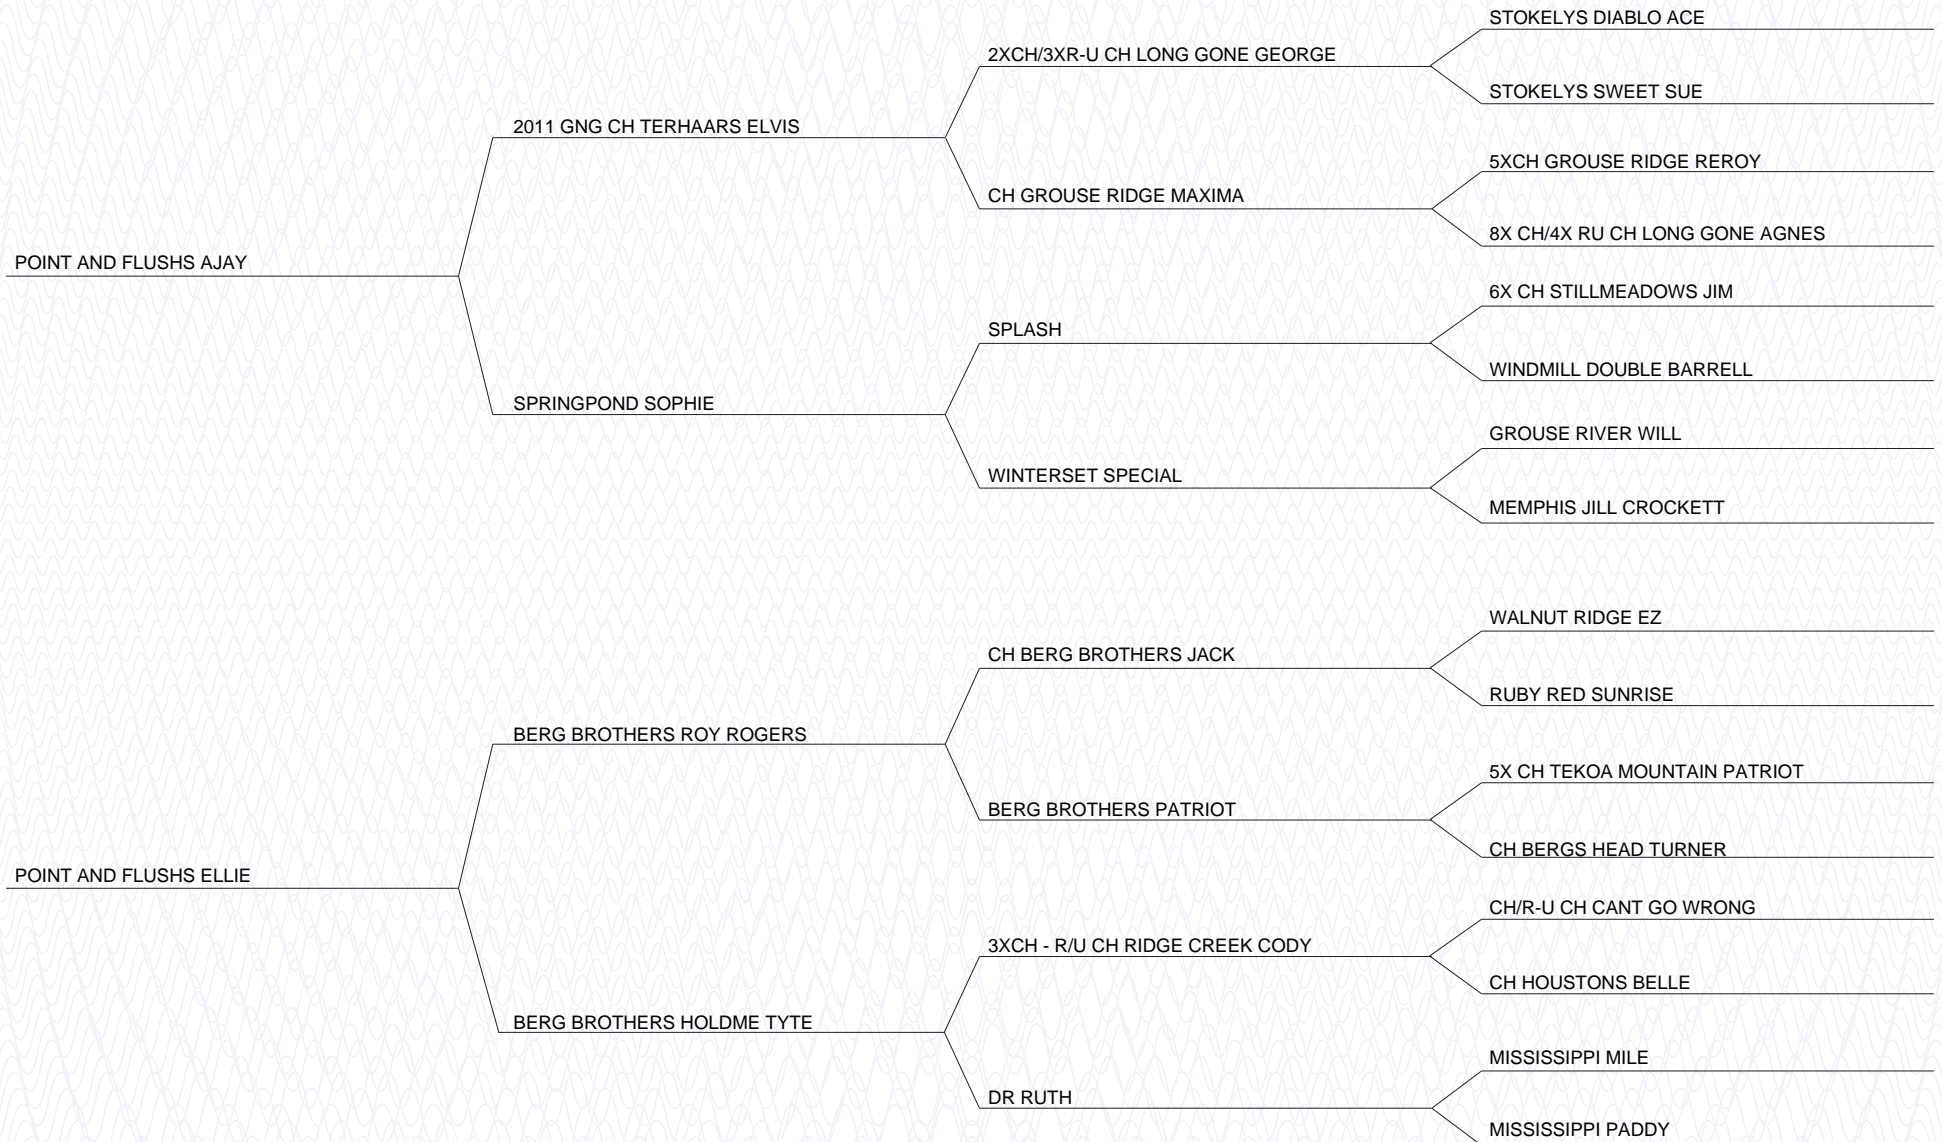 STOKELYS DIABLO ACE
2XCH/3XR-U CH LONG GONE GEORGE
STOKELYS SWEET SUE
2011 GNG CH TERHAARS ELVIS
5XCH GROUSE RIDGE REROY
CH GROUSE RIDGE MAXIMA
8X CH/4X RU CH LONG GONE AGNES
POINT AND FLUSHS AJAY
6X CH STILLMEADOWS JIM
SPLASH
WINDMILL DOUBLE BARRELL
SPRINGPOND SOPHIE
GROUSE RIVER WILL
WINTERSET SPECIAL
MEMPHIS JILL CROCKETT
WALNUT RIDGE EZ
CH BERG BROTHERS JACK
RUBY RED SUNRISE
BERG BROTHERS ROY ROGERS
5X CH TEKOA MOUNTAIN PATRIOT
BERG BROTHERS PATRIOT
CH BERGS HEAD TURNER
POINT AND FLUSHS ELLIE
CH/R-U CH CANT GO WRONG
3XCH - R/U CH RIDGE CREEK CODY
CH HOUSTONS BELLE
BERG BROTHERS HOLDME TYTE
MISSISSIPPI MILE
DR RUTH
MISSISSIPPI PADDY